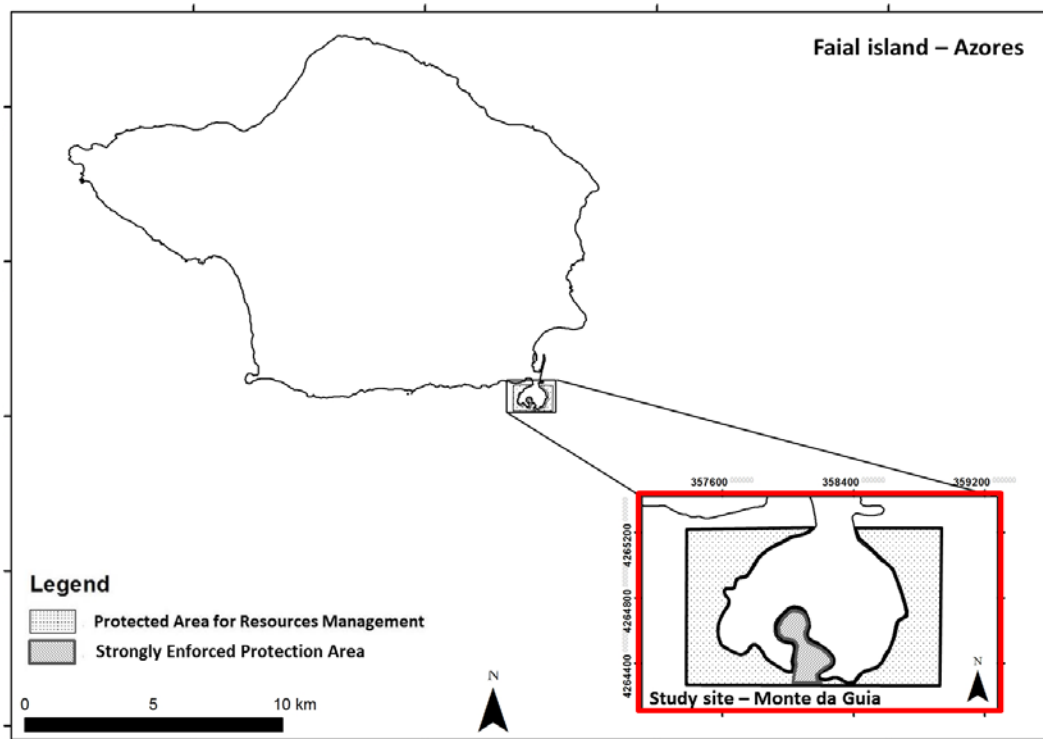 Faial island – Azores
357600
358400
359200
4265200
4264800
4264400
Study site – Monte da Guia
N
Legend
Protected Area for Resources Management
Strongly Enforced Protection Area
0 5 10 km
N